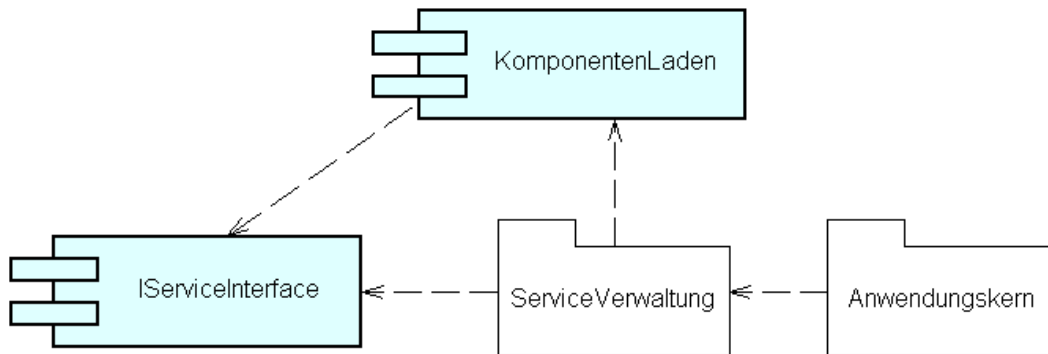 KomponentenLaden
IServiceInterface
ServiceVerwaltung
Anwendungskern